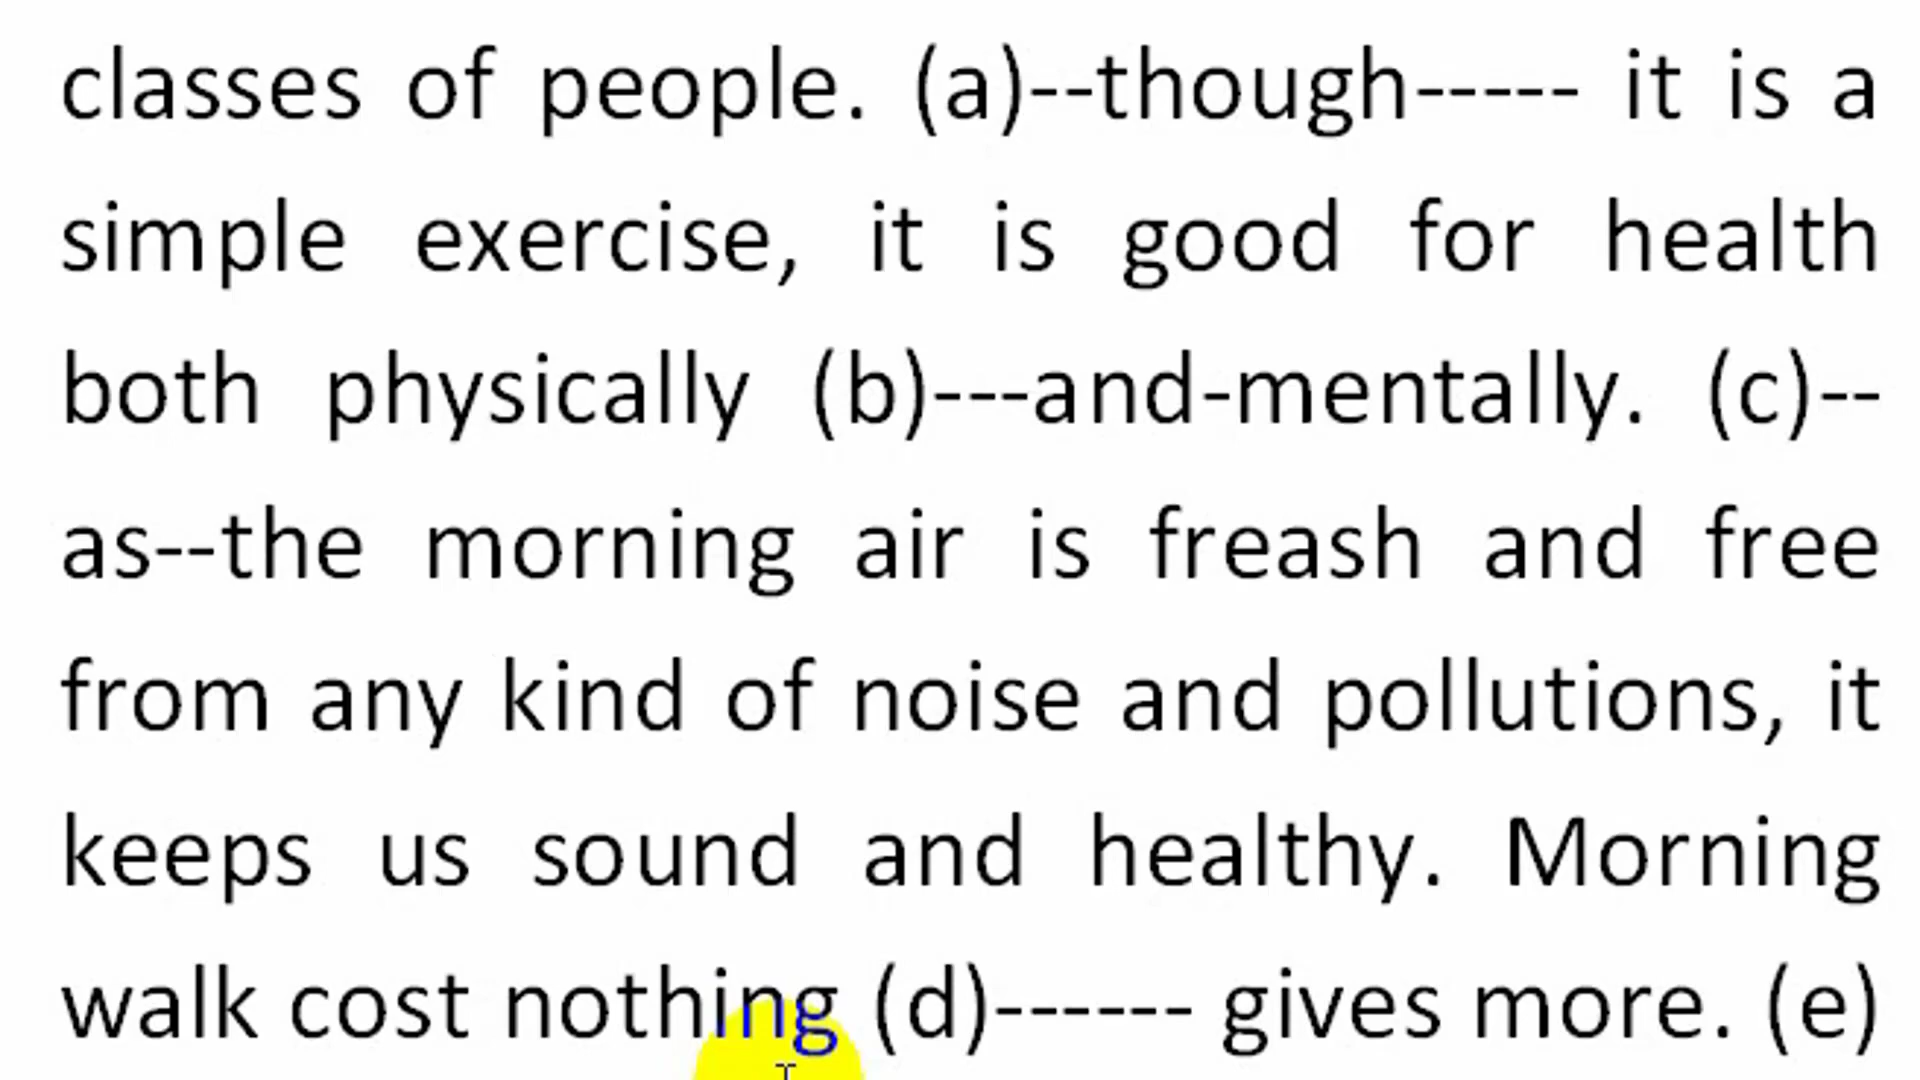 classes of people. (a)--though----- it is a
simple exercise, it is good for health
both physically (b)---and-mentally. (c)--
as--the morning air is freash and free
from any kind of noise and pollutions, it
keeps us sound and healthy. Morning
walk cost nothing (d)------ gives more. (e)